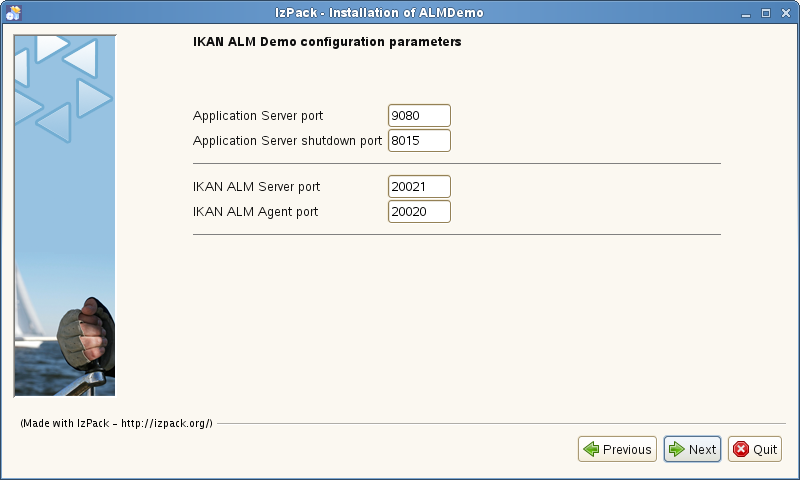 IzPack - Installation of ALMDemo
IKAN ALM Demo configuration parameters
Application Server port 9080
Application Server shutdown port 8015
IKAN ALM Server port 20021
IKAN ALM Agent port 20020
(Made with IzPack - http://izpack.org/)
Previous Next Quit